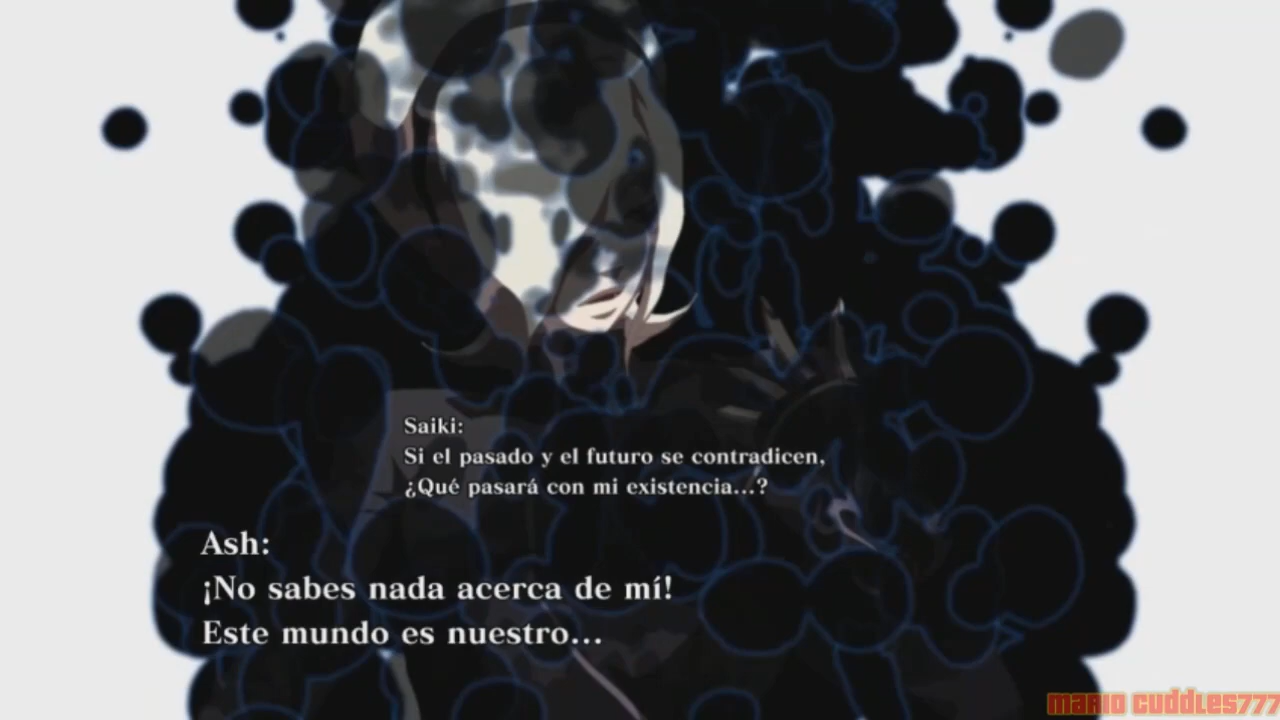 Saiki:
Si el pasado y el futuro se contradicen,
¿Qué pasará con mi existencia...?
Ash:
¡No sabes nada acerca de mí!
Este mundo es nuestro...
MARIO CUDDLES777